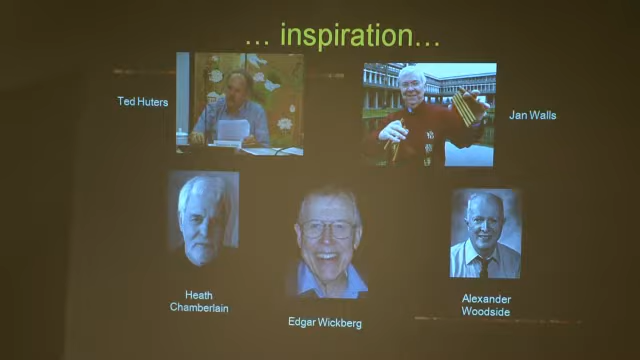 ... inspiration...
Ted Huters
Jan Walls
Heath
Chamberlain
Edgar Wickberg
Alexander
Woodside